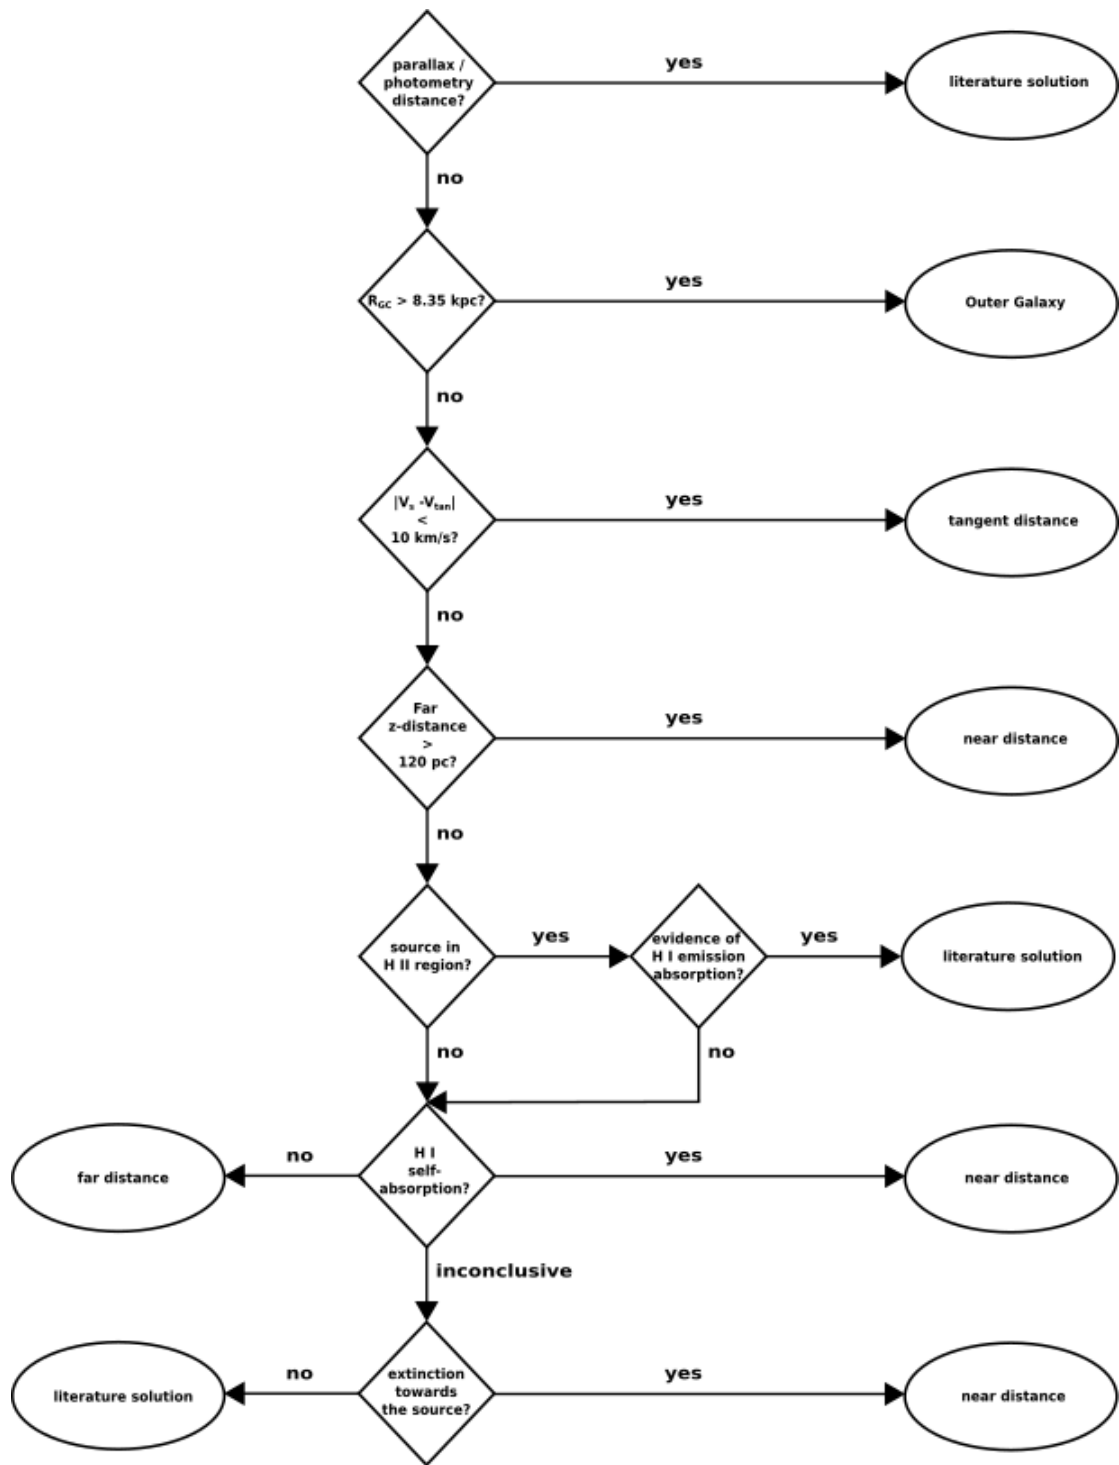 parallax /
photometry
distance?
yes
literature solution
no
R_GC > 8.35 kpc?
yes
Outer Galaxy
no
|V_s -V_tan|
<
10 km/s?
yes
tangent distance
no
Far
z-distance
>
120 pc?
yes
near distance
no
source in
H II region?
yes
evidence of
H I emission
absorption?
yes
literature solution
no
no
far distance
no
H I
self-
absorption?
yes
near distance
inconclusive
literature solution
no
extinction
towards
the source?
yes
near distance